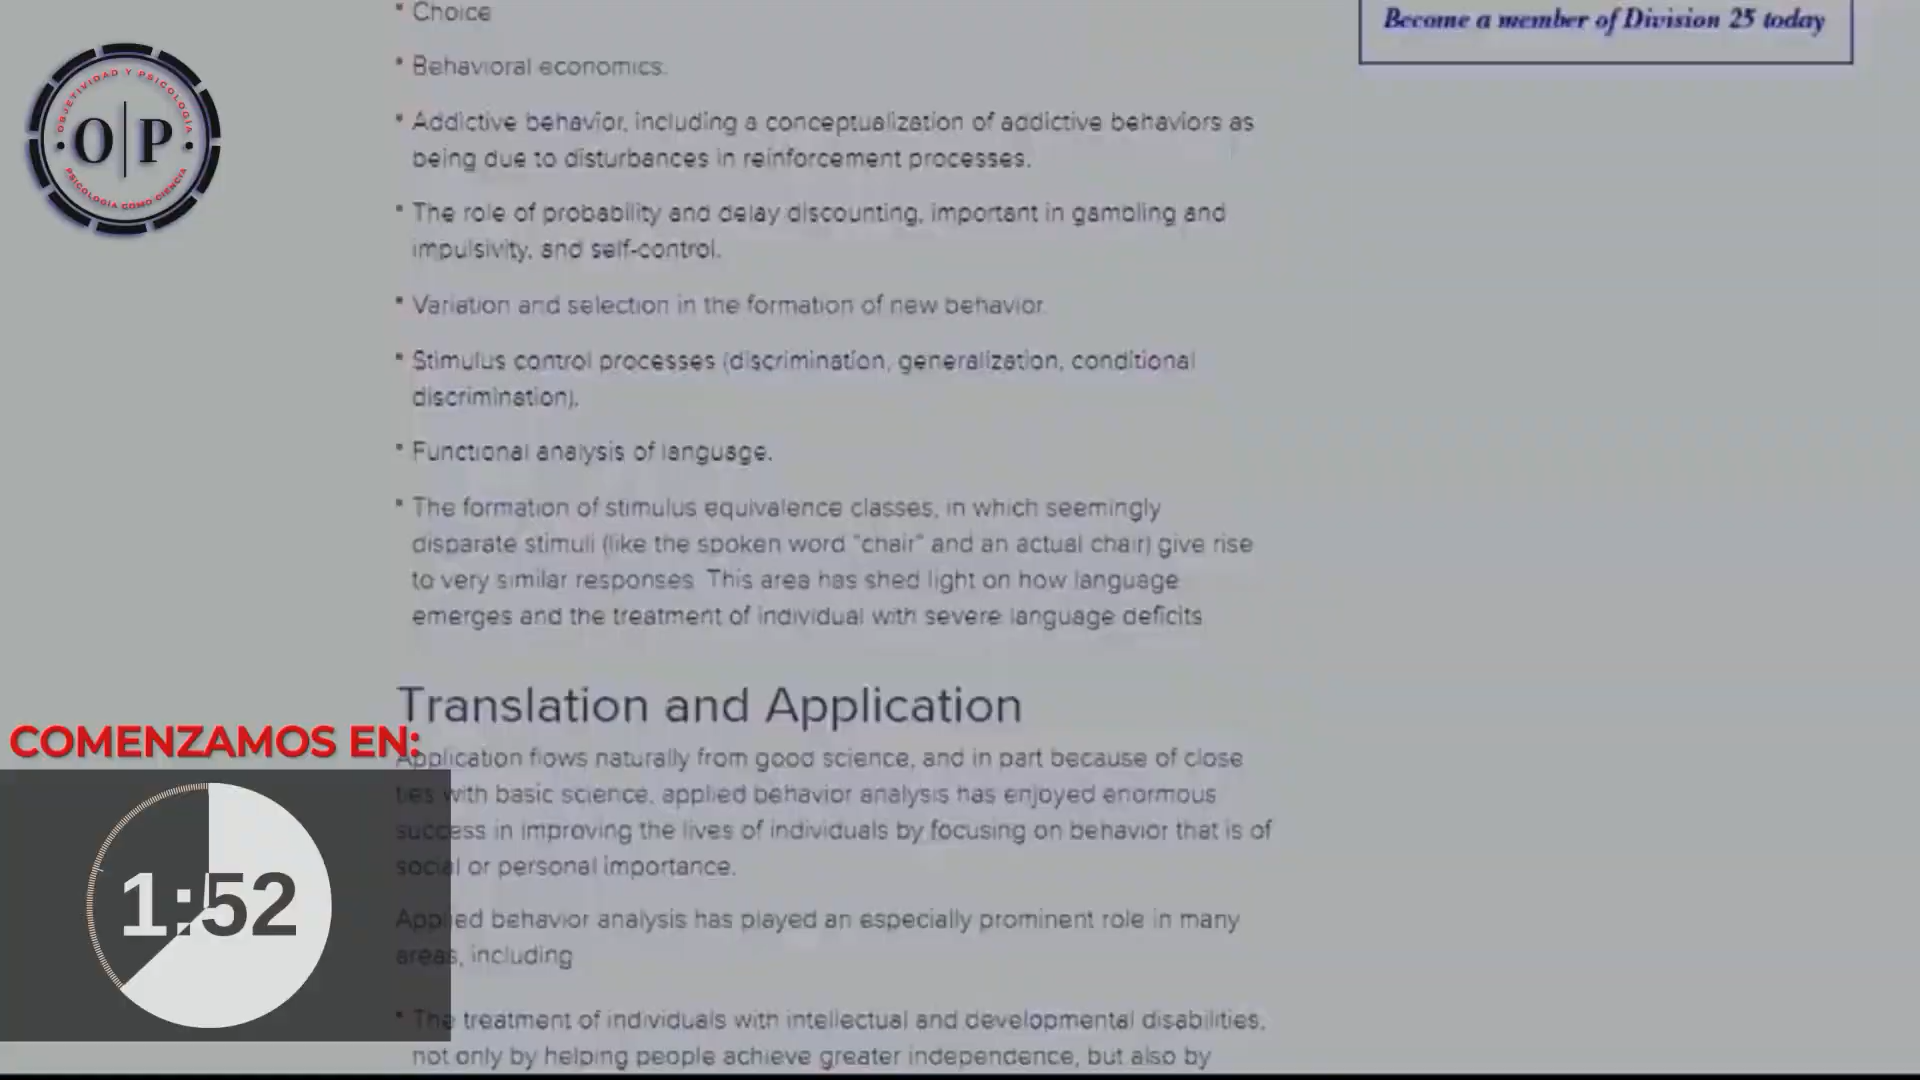 * Choice
Become a member of Division 25 today
* Behavioral economics.
OBJETIVIDAD Y PSICOLOGÍA
O|P
PSICOLOGÍA COMO CIENCIA
* Addictive behavior, including a conceptualization of addictive behaviors as
being due to disturbances in reinforcement processes.
* The role of probability and delay discounting, important in gambling and
impulsivity, and self-control.
* Variation and selection in the formation of new behavior.
* Stimulus control processes (discrimination, generalization, conditional
discrimination).
* Functional analysis of language.
* The formation of stimulus equivalence classes, in which seemingly
disparate stimuli (like the spoken word "chair" and an actual chair) give rise
to very similar responses. This area has shed light on how language
emerges and the treatment of individual with severe language deficits
Translation and Application
COMENZAMOS EN:
Application flows naturally from good science, and in part because of close
ties with basic science, applied behavior analysis has enjoyed enormous
success in improving the lives of individuals by focusing on behavior that is of
social or personal importance.
1:52
Applied behavior analysis has played an especially prominent role in many
areas, including
* The treatment of individuals with intellectual and developmental disabilities,
not only by helping people achieve greater independence, but also by